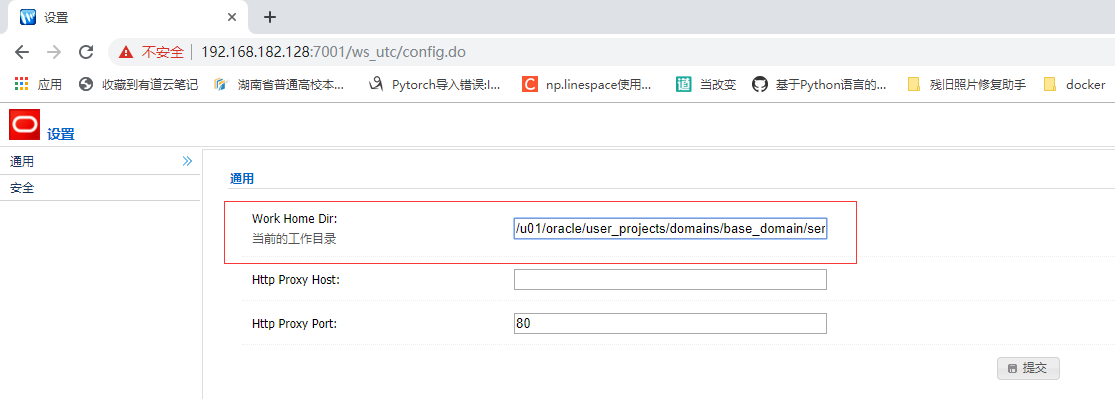 设置
不安全 192.168.182.128:7001/ws_utc/config.do
应用 收藏到有道云笔记 湖南省普通高校本... Pytorch导入错误:I... np.linespace使用... 当改变 基于Python语言的... 残旧照片修复助手 docker
设置
通用
安全
通用
Work Home Dir:
/u01/oracle/user_projects/domains/base_domain/ser
当前的工作目录
Http Proxy Host:
Http Proxy Port:
80
提交